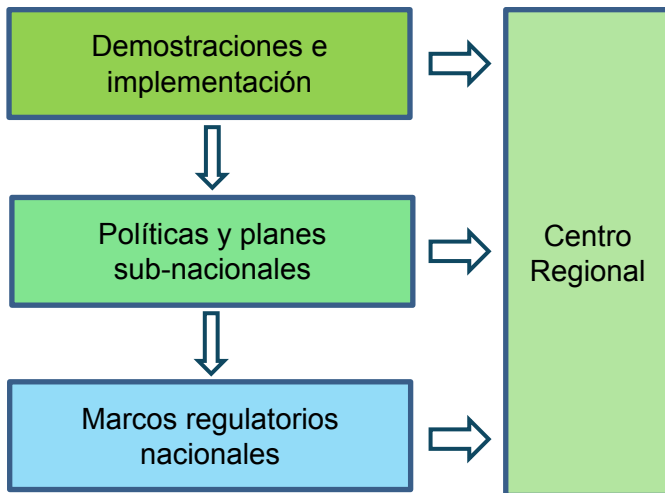 Demostraciones e
implementación
Políticas y planes
sub-nacionales
Centro
Regional
Marcos regulatorios
nacionales